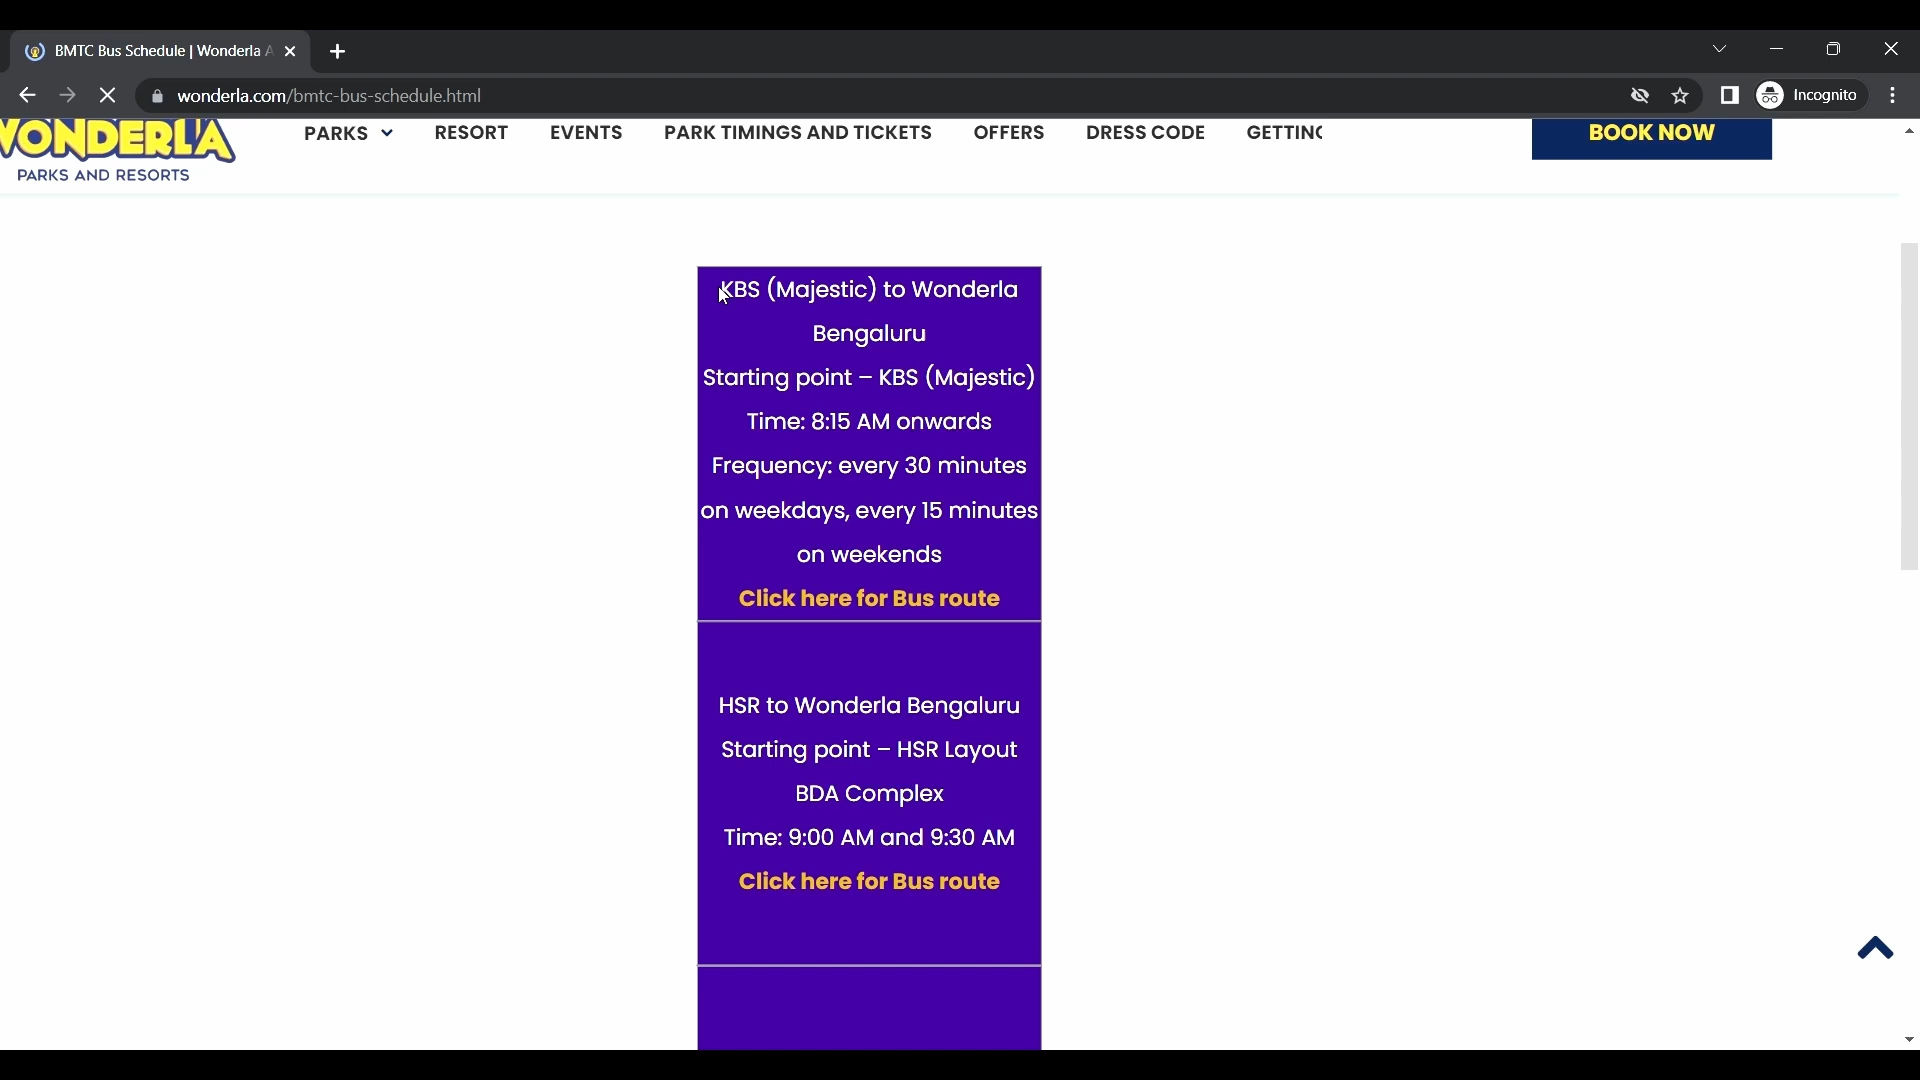 BMTC Bus Schedule | Wonderla
wonderla.com/bmtc-bus-schedule.html
Incognito
WONDERLA
PARKS AND RESORTS
PARKS
RESORT
EVENTS
PARK TIMINGS AND TICKETS
OFFERS
DRESS CODE
GETTING
BOOK NOW
KBS (Majestic) to Wonderla
Bengaluru
Starting point – KBS (Majestic)
Time: 8:15 AM onwards
Frequency: every 30 minutes
on weekdays, every 15 minutes
on weekends
Click here for Bus route
HSR to Wonderla Bengaluru
Starting point – HSR Layout
BDA Complex
Time: 9:00 AM and 9:30 AM
Click here for Bus route